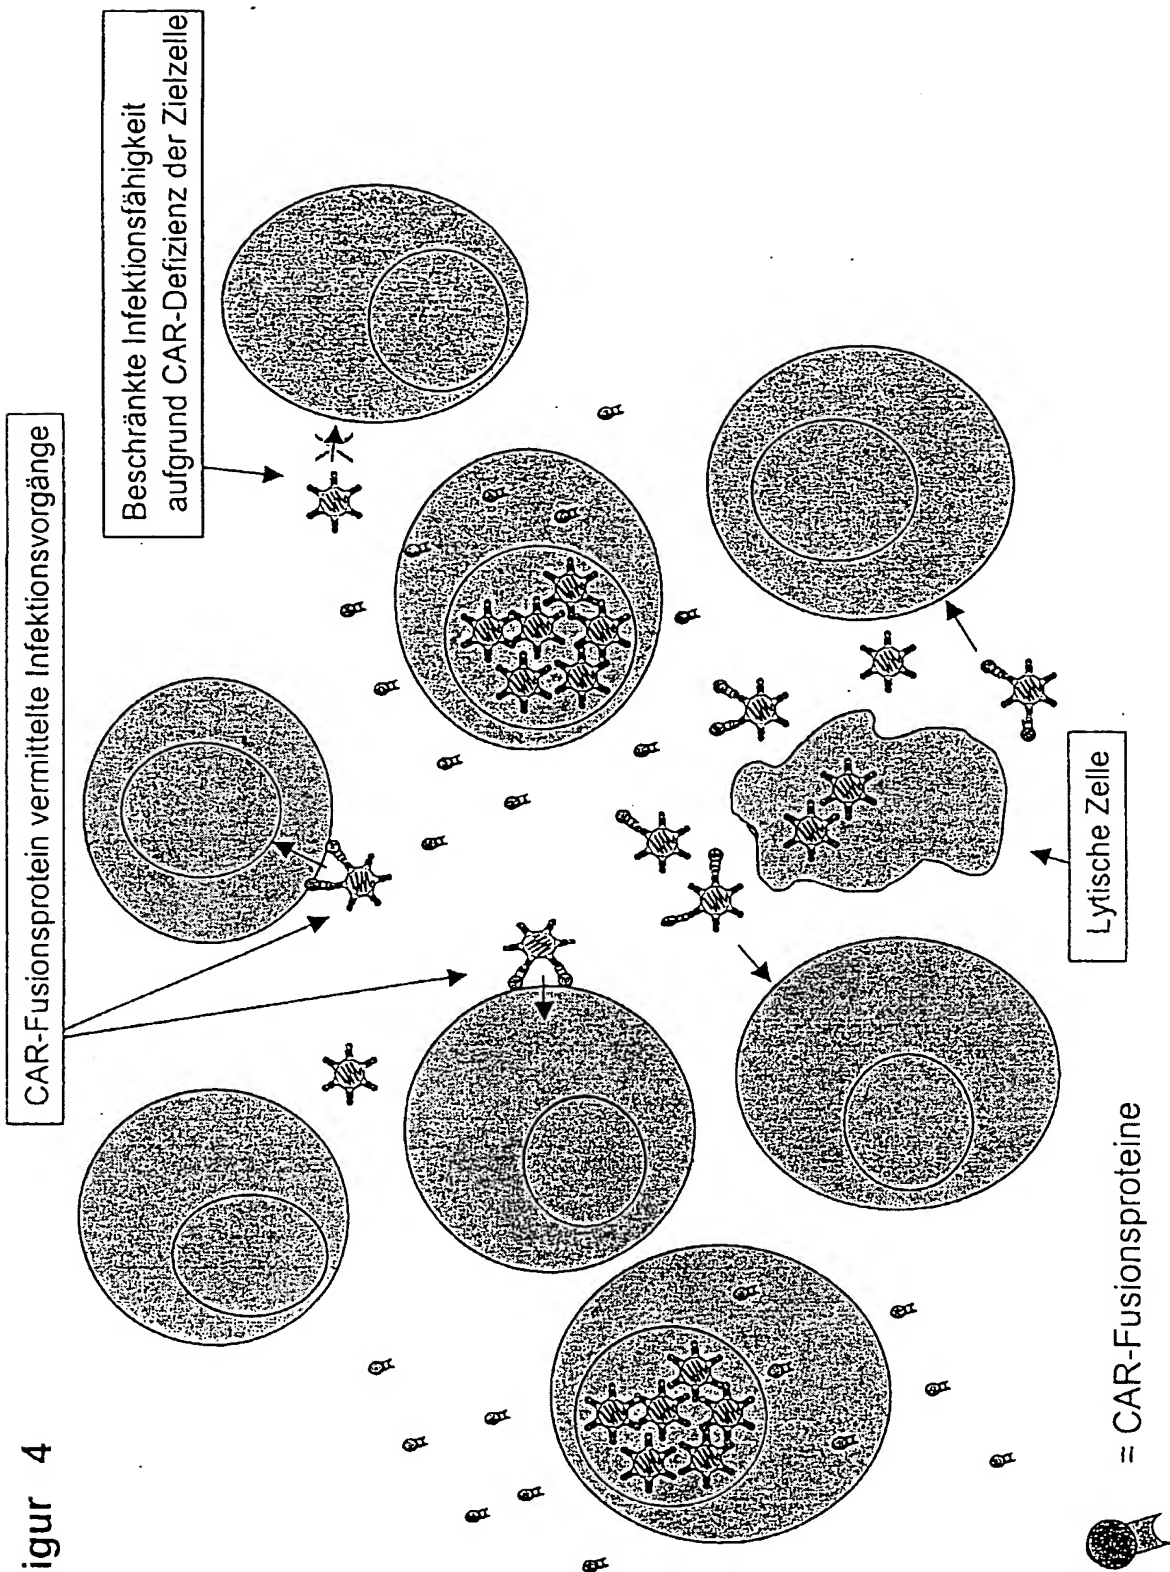 igur 4
CAR-Fusionsprotein vermittelte Infektionsvorgänge
Beschränkte Infektionsfähigkeit
aufgrund CAR-Defizienz der Zielzelle
Lytische Zelle
= CAR-Fusionsproteine